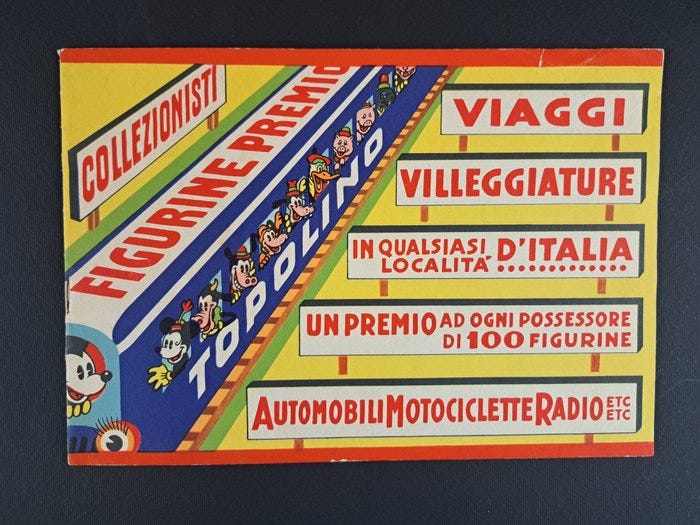 COLLEZIONISTI
FIGURINE PREMIO
TOPOLINO
VIAGGI
VILLEGGIATURE
IN QUALSIASI
LOCALITÀ D'ITALIA.............
UN PREMIO AD OGNI POSSESSORE
DI 100 FIGURINE
AUTOMOBILI MOTOCICLETTE RADIO ETC
ETC